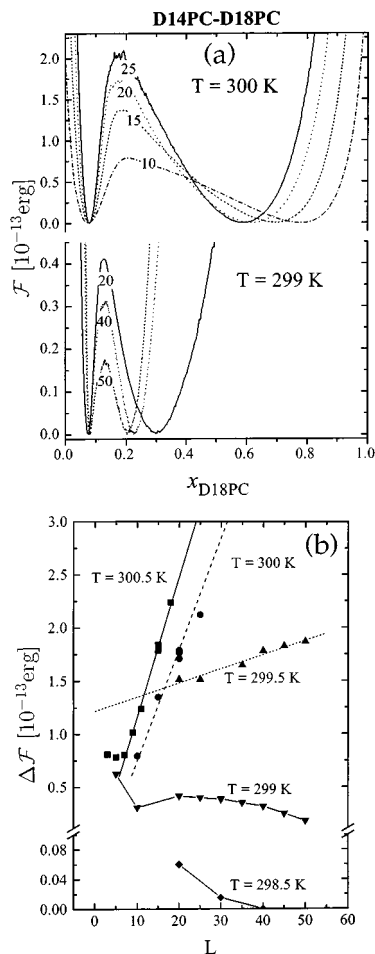 D14PC-D18PC
(a)
2.0
1.5
1.0
0.5
0.0
25
20
15
10
T = 300 K
ℱ [10⁻¹³erg]
0.4
0.3
0.2
0.1
0.0
20
40
50
T = 299 K
0.0 0.2 0.4 0.6 0.8 1.0
x_D18PC
(b)
3.0
2.5
2.0
1.5
1.0
0.5
0.06
0.00
Δℱ [10⁻¹³erg]
T = 300.5 K
T = 300 K
T = 299.5 K
T = 299 K
T = 298.5 K
0 10 20 30 40 50 60
L